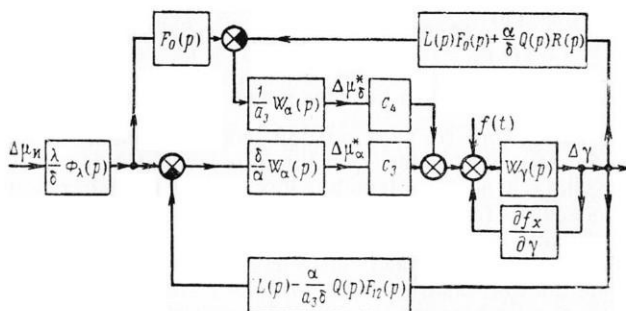 F₀(p)
L(p)F₀(p)+α/δ Q(p)R(p)
1/a₃ W_α(p)
Δμ*_δ
C₄
f(t)
Δμ_и
λ/δ Φ_λ(p)
δ/α W_α(p)
Δμ*_α
C₃
W_γ(p)
Δγ
∂f_x/∂γ
L(p)-α/a₃δ Q(p)F₁₂(p)